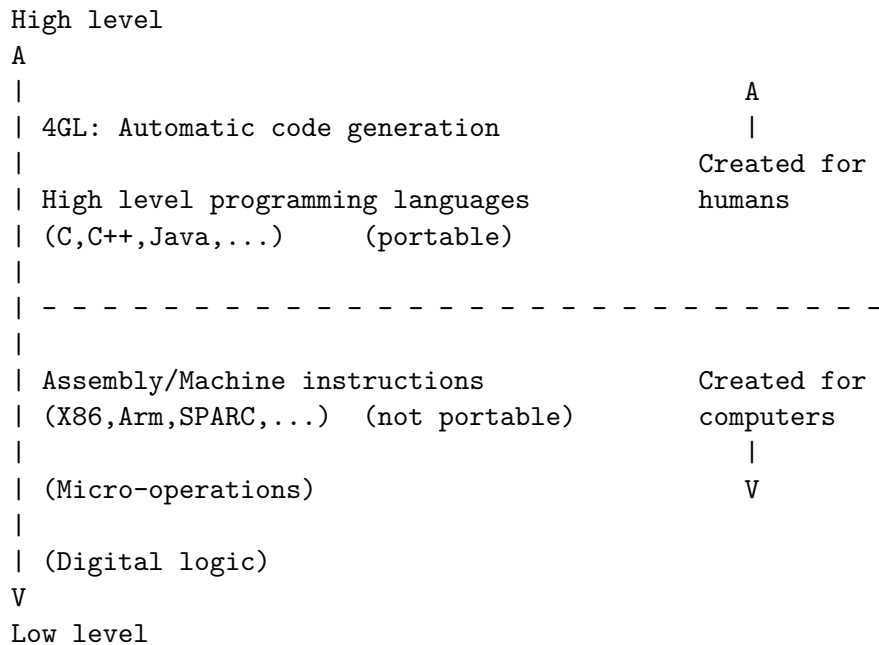 High level
A
| A
| 4GL: Automatic code generation |
| Created for
| High level programming languages humans
| (C,C++,Java,...) (portable)
|
| - - - - - - - - - - - - - - - - - - - - - - - - - - - -
|
| Assembly/Machine instructions Created for
| (X86,Arm,SPARC,...) (not portable) computers
| |
| (Micro-operations) V
|
| (Digital logic)
V
Low level